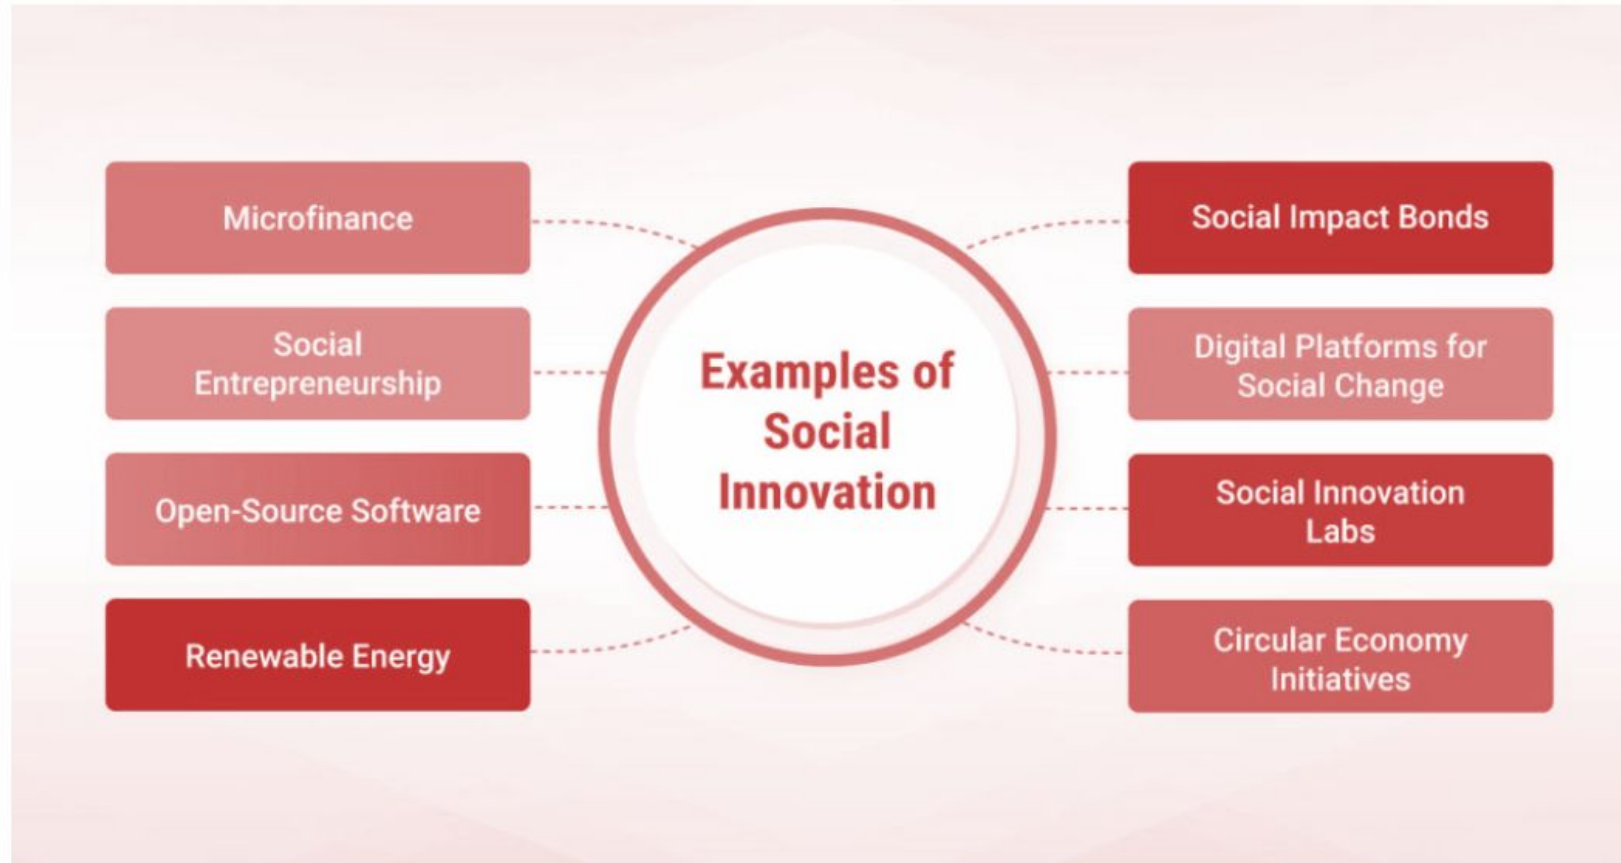 Microfinance
Social
Entrepreneurship
Open-Source Software
Renewable Energy
Examples of
Social
Innovation
Social Impact Bonds
Digital Platforms for
Social Change
Social Innovation
Labs
Circular Economy
Initiatives